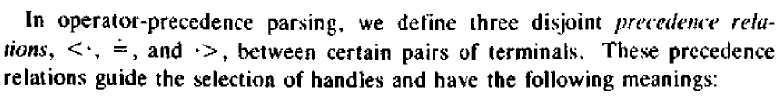 In operator-precedence parsing, we define three disjoint precedence rela-
tions, <·, ≐, and ·>, between certain pairs of terminals. These precedence
relations guide the selection of handles and have the following meanings: